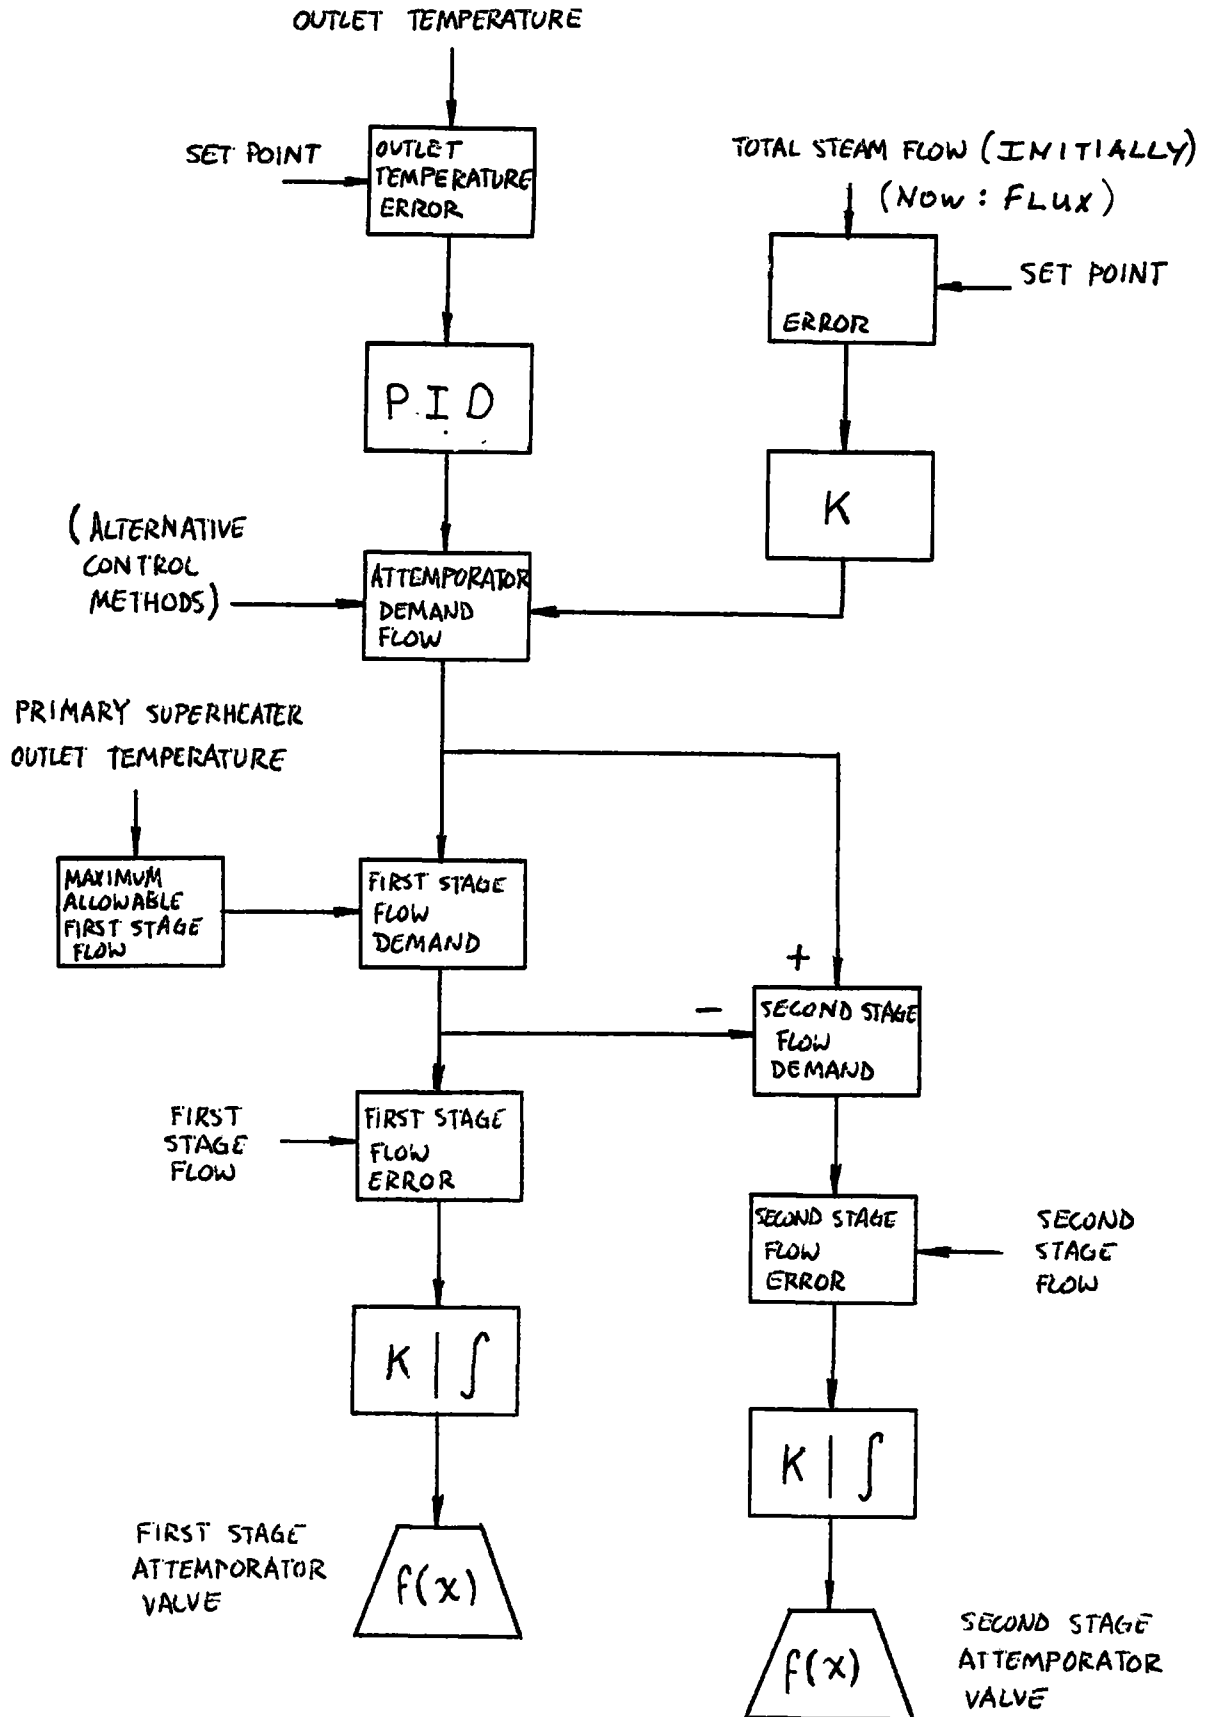 OUTLET TEMPERATURE
SET POINT
OUTLET
TEMPERATURE
ERROR
TOTAL STEAM FLOW (INITIALLY)
(NOW : FLUX)
SET POINT
ERROR
P I D
K
(ALTERNATIVE
CONTROL
METHODS)
ATTEMPORATOR
DEMAND
FLOW
PRIMARY SUPERHEATER
OUTLET TEMPERATURE
MAXIMUM
ALLOWABLE
FIRST STAGE
FLOW
FIRST STAGE
FLOW
DEMAND
+
-
SECOND STAGE
FLOW
DEMAND
FIRST
STAGE
FLOW
FIRST STAGE
FLOW
ERROR
SECOND STAGE
FLOW
ERROR
SECOND
STAGE
FLOW
K | ∫
K | ∫
FIRST STAGE
ATTEMPORATOR
VALVE
f(x)
f(x)
SECOND STAGE
ATTEMPORATOR
VALVE